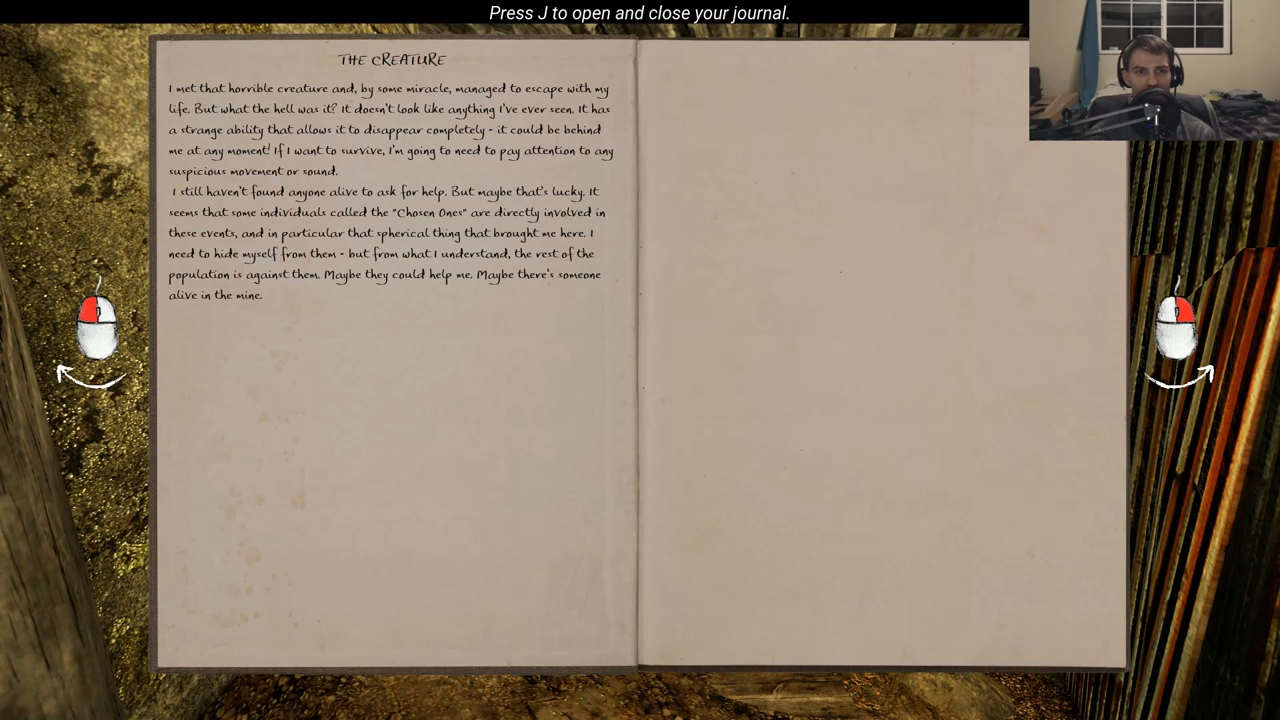 Press J to open and close your journal.
THE CREATURE
I met that horrible creature and, by some miracle, managed to escape with my
life. But what the hell was it? It doesn't look like anything I've ever seen. It has
a strange ability that allows it to disappear completely - it could be behind
me at any moment! If I want to survive, I'm going to need to pay attention to any
suspicious movement or sound.
I still haven't found anyone alive to ask for help. But maybe that's lucky. It
seems that some individuals called the "Chosen Ones" are directly involved in
these events, and in particular that spherical thing that brought me here. I
need to hide myself from them - but from what I understand, the rest of the
population is against them. Maybe they could help me. Maybe there's someone
alive in the mine.